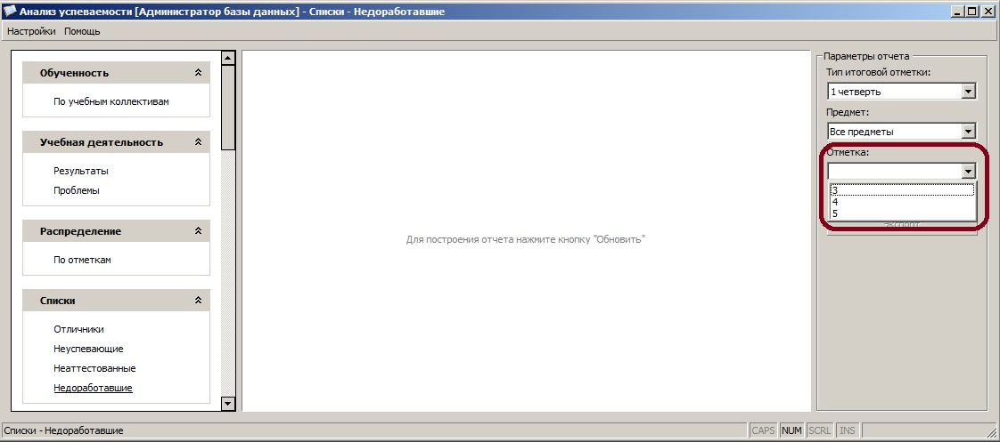 Анализ успеваемости [Администратор базы данных] - Списки - Недоработавшие
Настройки Помощь
Обученность
По учебным коллективам
Учебная деятельность
Результаты
Проблемы
Распределение
По отметкам
Списки
Отличники
Неуспевающие
Неаттестованные
Недоработавшие
Для построения отчета нажмите кнопку "Обновить"
Параметры отчета
Тип итоговой отметки:
1 четверть
Предмет:
Все предметы
Отметка:
3
4
5
Экспорт
Списки - Недоработавшие
CAPS NUM SCRL INS